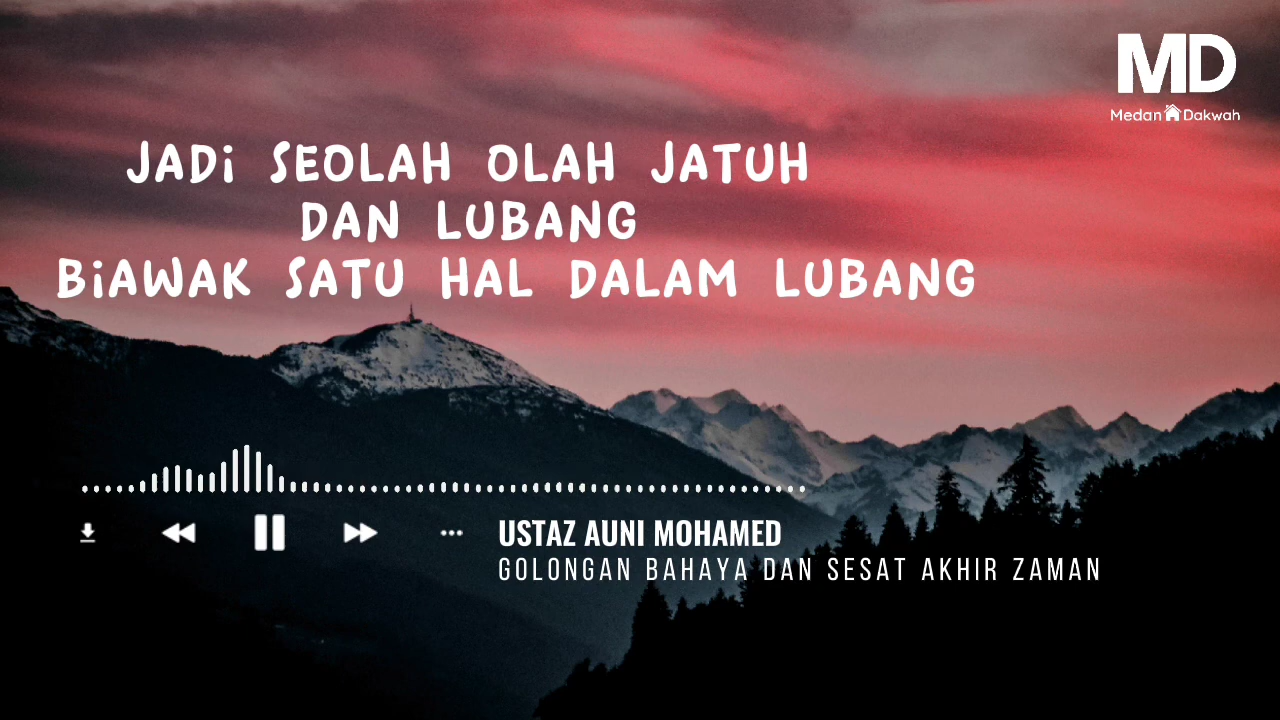 MD
Medan Dakwah
JADi SEOLAH OLAH JATUH
DAN LUBANG
BiAWAK SATU HAL DALAM LUBANG
USTAZ AUNI MOHAMED
GOLONGAN BAHAYA DAN SESAT AKHIR ZAMAN